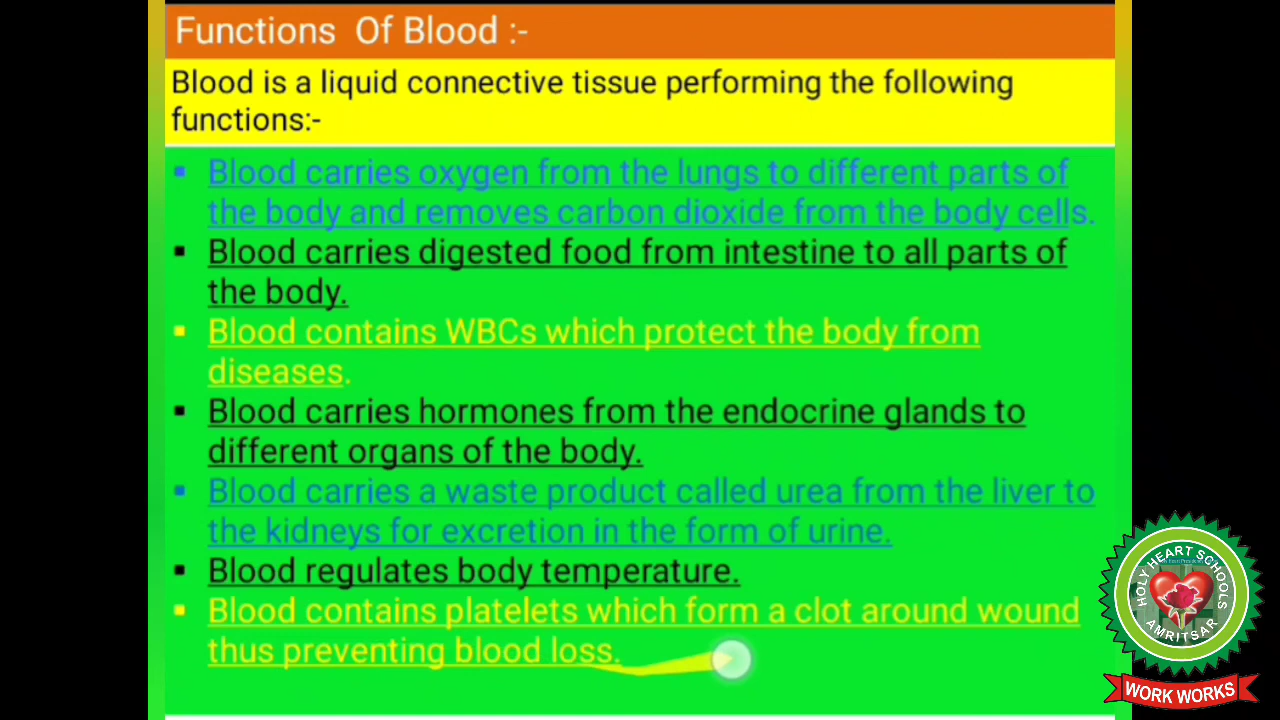 Functions Of Blood :-
Blood is a liquid connective tissue performing the following
functions:-
▪ Blood carries oxygen from the lungs to different parts of
the body and removes carbon dioxide from the body cells.
▪ Blood carries digested food from intestine to all parts of
the body.
▪ Blood contains WBCs which protect the body from
diseases.
▪ Blood carries hormones from the endocrine glands to
different organs of the body.
▪ Blood carries a waste product called urea from the liver to
the kidneys for excretion in the form of urine.
▪ Blood regulates body temperature.
▪ Blood contains platelets which form a clot around wound
thus preventing blood loss.
HOLY HEART SCHOOLS
AMRITSAR
WORK WORKS